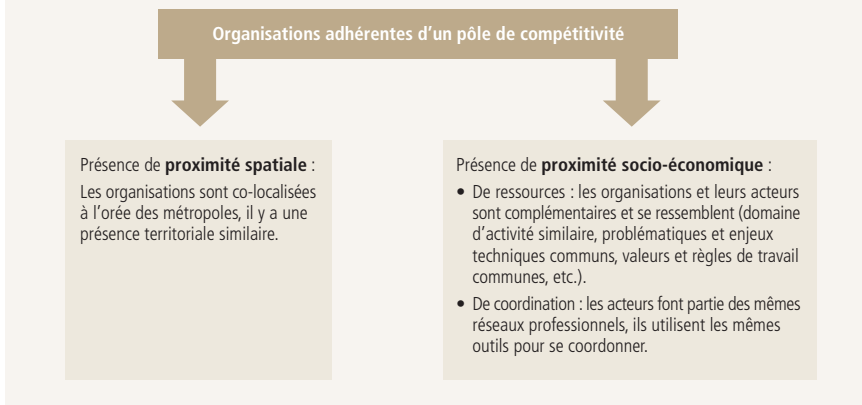 Organisations adhérentes d'un pôle de compétitivité
Présence de proximité spatiale :
Les organisations sont co-localisées
à l'orée des métropoles, il y a une
présence territoriale similaire.
Présence de proximité socio-économique :
• De ressources : les organisations et leurs acteurs
sont complémentaires et se ressemblent (domaine
d'activité similaire, problématiques et enjeux
techniques communs, valeurs et règles de travail
communes, etc.).
• De coordination : les acteurs font partie des mêmes
réseaux professionnels, ils utilisent les mêmes
outils pour se coordonner.